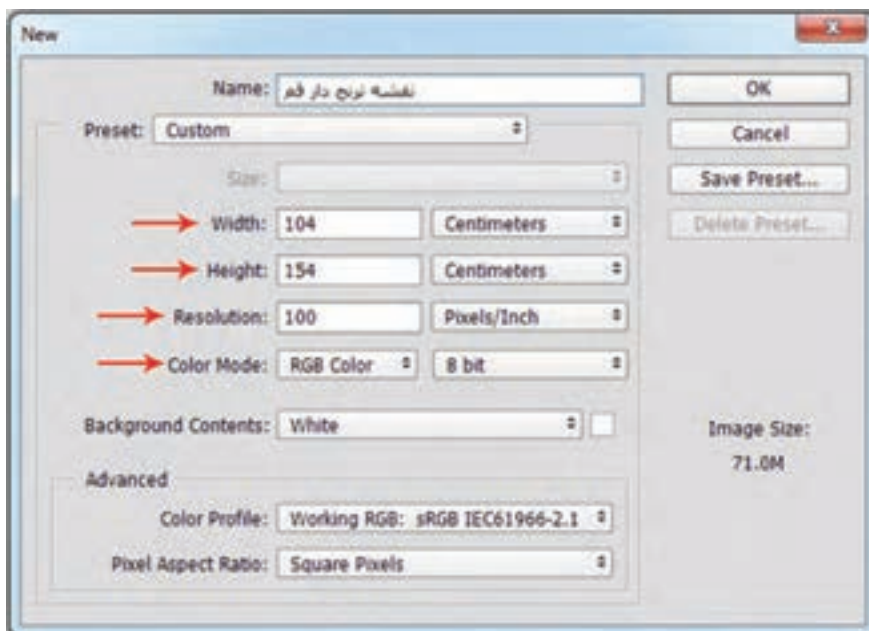 New
Name: نقشه ترنج دار قم
OK
Preset: Custom
Cancel
Size:
Save Preset...
Width: 104 Centimeters
Delete Preset...
Height: 154 Centimeters
Resolution: 100 Pixels/Inch
Color Mode: RGB Color 8 bit
Background Contents: White
Image Size:
71.0M
Advanced
Color Profile: Working RGB: sRGB IEC61966-2.1
Pixel Aspect Ratio: Square Pixels